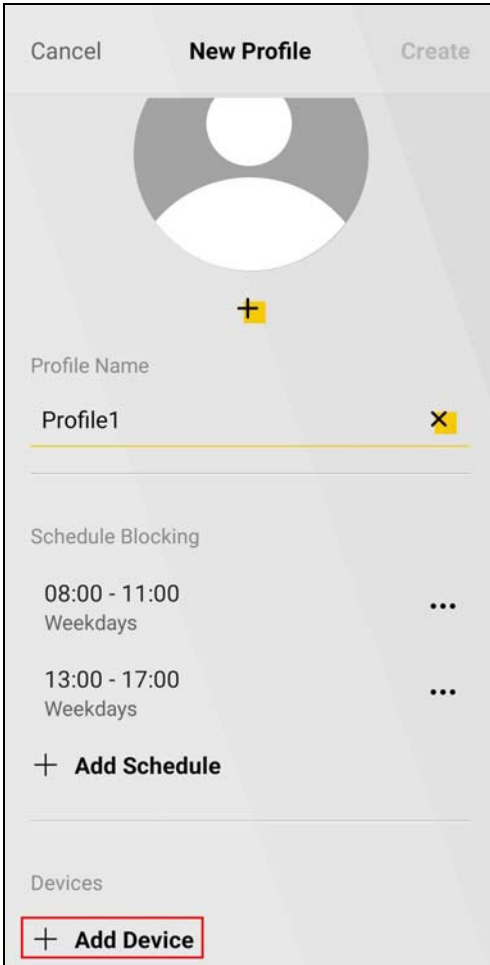 Cancel New Profile Create
Profile Name
Profile1
Schedule Blocking
08:00 - 11:00
Weekdays
13:00 - 17:00
Weekdays
+ Add Schedule
Devices
+ Add Device